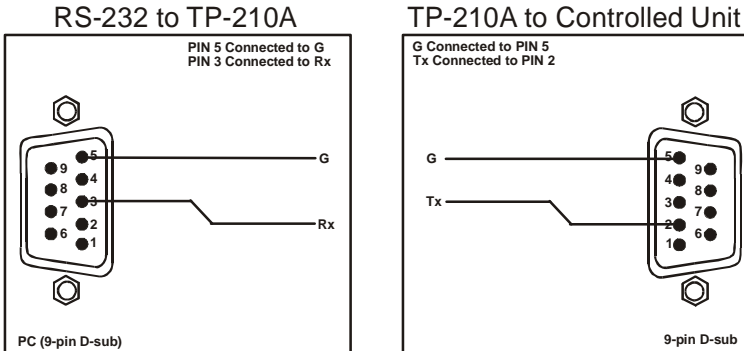 RS-232 to TP-210A
PIN 5 Connected to G
PIN 3 Connected to Rx
5
9
4
8
3
7
2
6
1
G
Rx
PC (9-pin D-sub)
TP-210A to Controlled Unit
G Connected to PIN 5
Tx Connected to PIN 2
G
Tx
5
9
4
8
3
7
2
6
1
9-pin D-sub